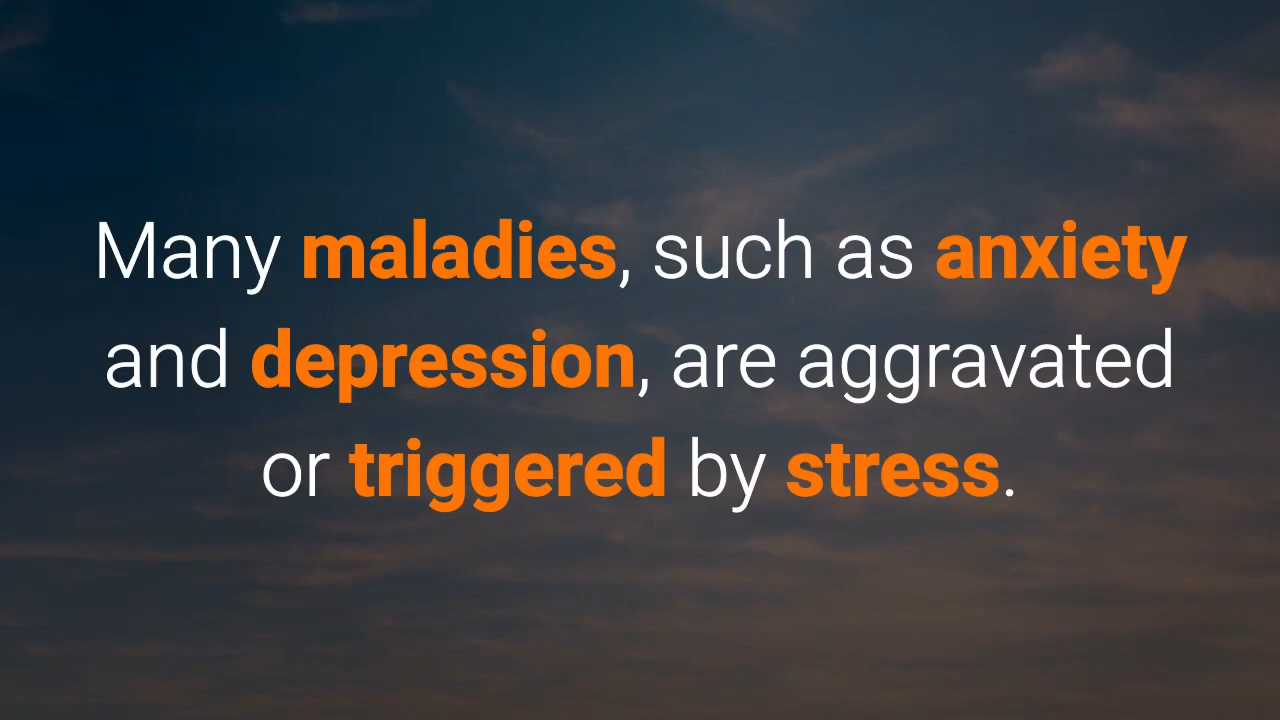 Many maladies, such as anxiety
and depression, are aggravated
or triggered by stress.